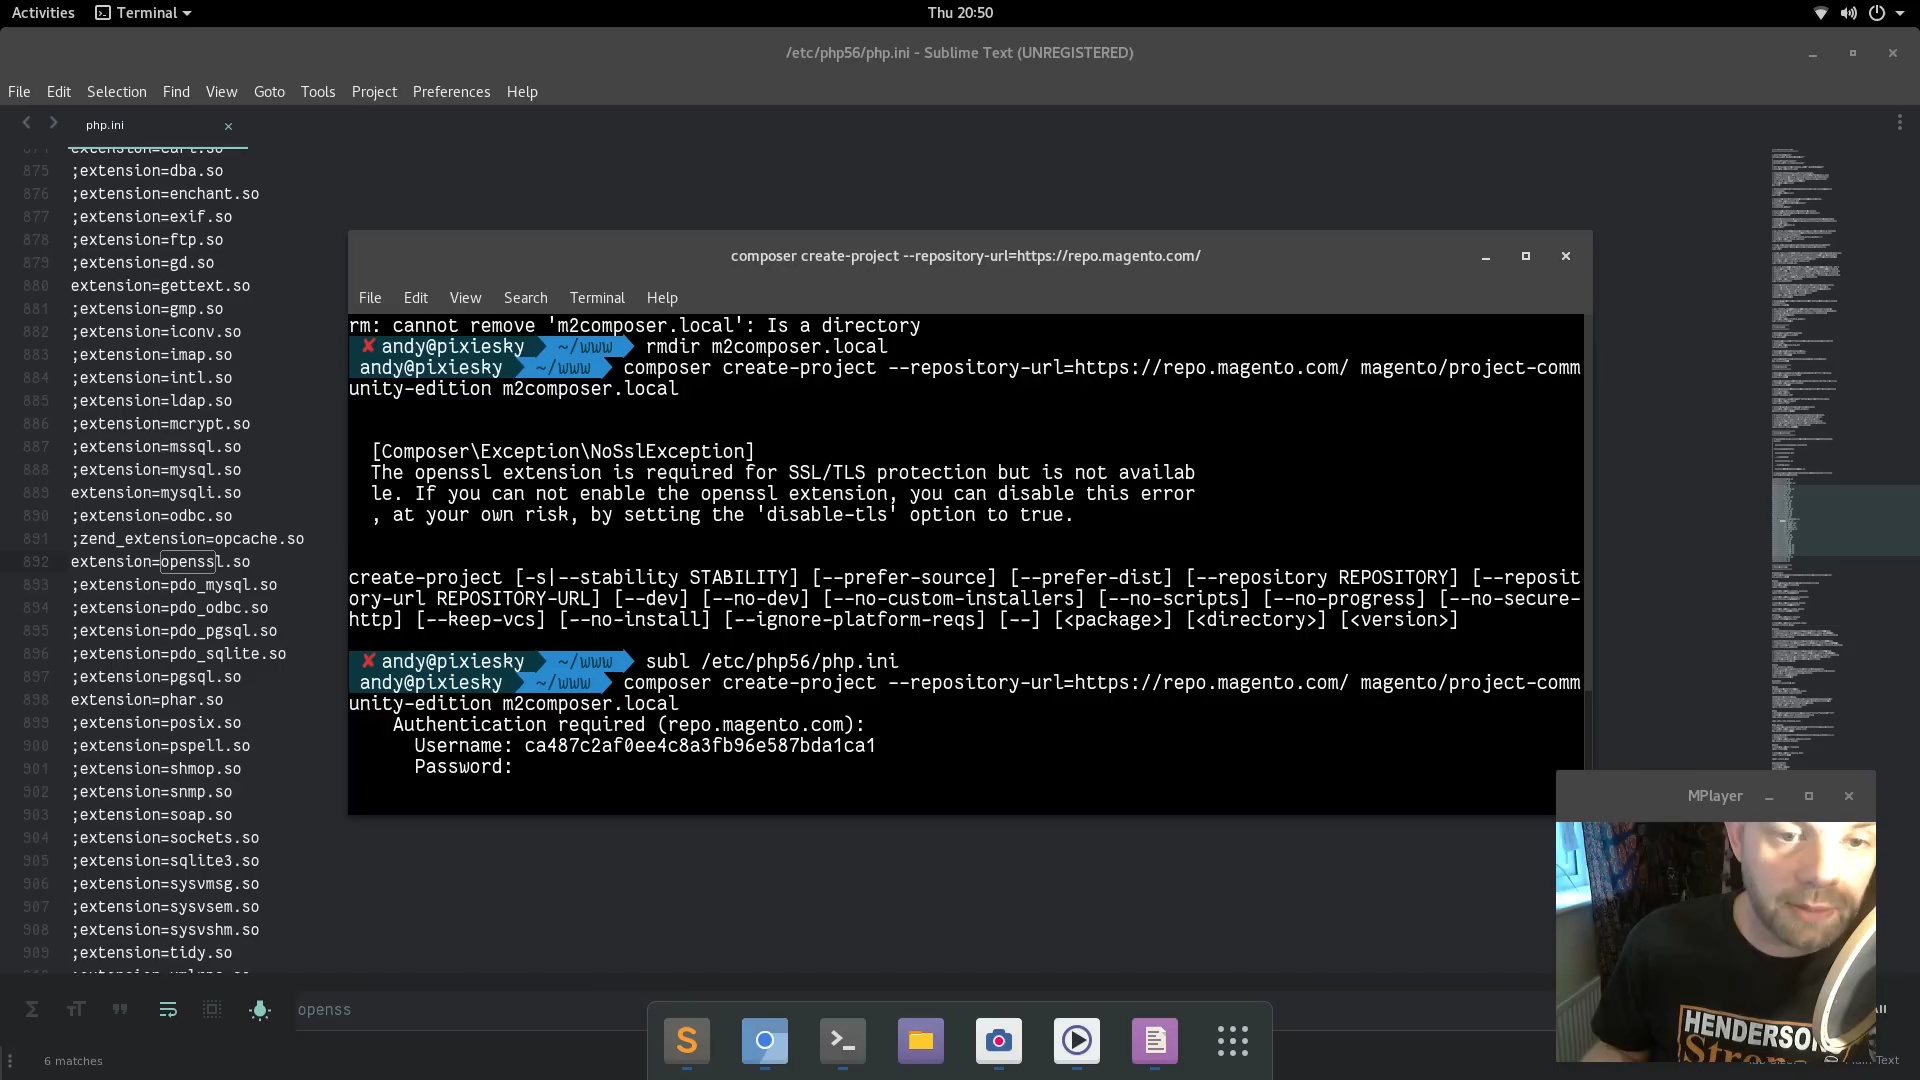 Activities
Terminal
Thu 20:50
/etc/php56/php.ini - Sublime Text (UNREGISTERED)
File Edit Selection Find View Goto Tools Project Preferences Help
php.ini
875 ;extension=dba.so
876 ;extension=enchant.so
877 ;extension=exif.so
878 ;extension=ftp.so
879 ;extension=gd.so
880 extension=gettext.so
881 ;extension=gmp.so
882 ;extension=iconv.so
883 ;extension=imap.so
884 ;extension=intl.so
885 ;extension=ldap.so
886 ;extension=mcrypt.so
887 ;extension=mssql.so
888 ;extension=mysql.so
889 extension=mysqli.so
890 ;extension=odbc.so
891 ;zend_extension=opcache.so
892 extension=openssl.so
893 ;extension=pdo_mysql.so
894 ;extension=pdo_odbc.so
895 ;extension=pdo_pgsql.so
896 ;extension=pdo_sqlite.so
897 ;extension=pgsql.so
898 extension=phar.so
899 ;extension=posix.so
900 ;extension=pspell.so
901 ;extension=shmop.so
902 ;extension=snmp.so
903 ;extension=soap.so
904 ;extension=sockets.so
905 ;extension=sqlite3.so
906 ;extension=sysvmsg.so
907 ;extension=sysvsem.so
908 ;extension=sysvshm.so
909 ;extension=tidy.so
openss
6 matches
composer create-project --repository-url=https://repo.magento.com/
File Edit View Search Terminal Help
rm: cannot remove 'm2composer.local': Is a directory
✘ andy@pixiesky ~/www rmdir m2composer.local
andy@pixiesky ~/www composer create-project --repository-url=https://repo.magento.com/ magento/project-comm
unity-edition m2composer.local
[Composer\Exception\NoSslException]
The openssl extension is required for SSL/TLS protection but is not availab
le. If you can not enable the openssl extension, you can disable this error
, at your own risk, by setting the 'disable-tls' option to true.
create-project [-s|--stability STABILITY] [--prefer-source] [--prefer-dist] [--repository REPOSITORY] [--reposit
ory-url REPOSITORY-URL] [--dev] [--no-dev] [--no-custom-installers] [--no-scripts] [--no-progress] [--no-secure-
http] [--keep-vcs] [--no-install] [--ignore-platform-reqs] [--] [<package>] [<directory>] [<version>]
✘ andy@pixiesky ~/www subl /etc/php56/php.ini
andy@pixiesky ~/www composer create-project --repository-url=https://repo.magento.com/ magento/project-comm
unity-edition m2composer.local
Authentication required (repo.magento.com):
Username: ca487c2af0ee4c8a3fb96e587bda1ca1
Password:
MPlayer
HENDERSON
Strong